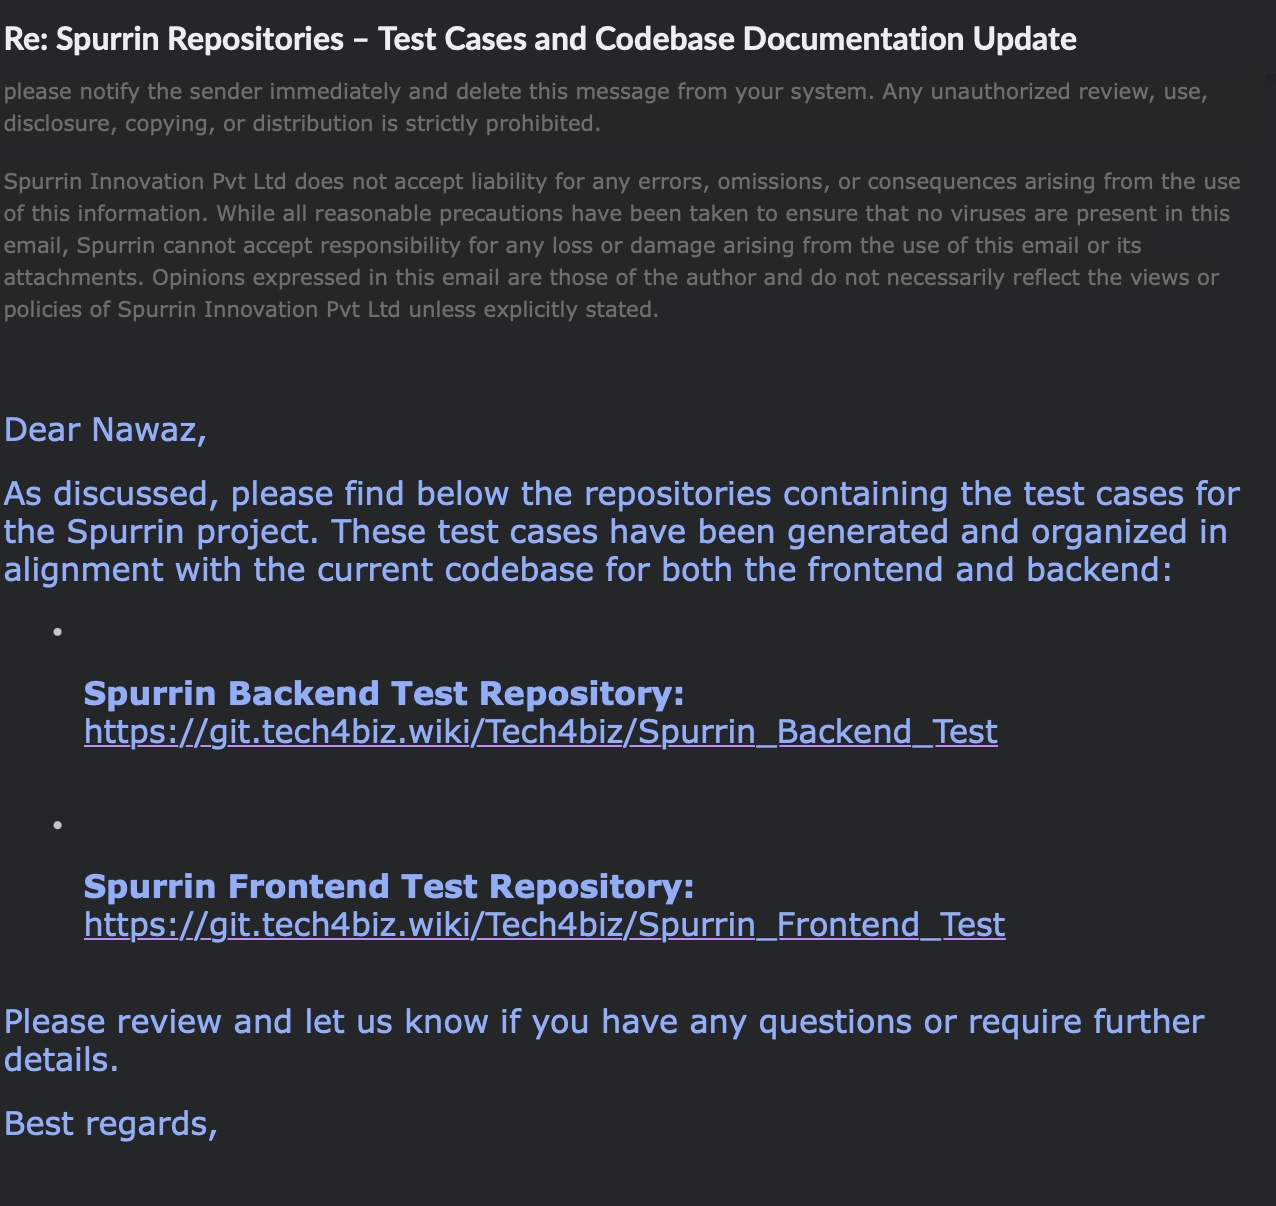 Re: Spurrin Repositories – Test Cases and Codebase Documentation Update
please notify the sender immediately and delete this message from your system. Any unauthorized review, use,
disclosure, copying, or distribution is strictly prohibited.
Spurrin Innovation Pvt Ltd does not accept liability for any errors, omissions, or consequences arising from the use
of this information. While all reasonable precautions have been taken to ensure that no viruses are present in this
email, Spurrin cannot accept responsibility for any loss or damage arising from the use of this email or its
attachments. Opinions expressed in this email are those of the author and do not necessarily reflect the views or
policies of Spurrin Innovation Pvt Ltd unless explicitly stated.
Dear Nawaz,
As discussed, please find below the repositories containing the test cases for
the Spurrin project. These test cases have been generated and organized in
alignment with the current codebase for both the frontend and backend:
•
Spurrin Backend Test Repository:
https://git.tech4biz.wiki/Tech4biz/Spurrin_Backend_Test
•
Spurrin Frontend Test Repository:
https://git.tech4biz.wiki/Tech4biz/Spurrin_Frontend_Test
Please review and let us know if you have any questions or require further
details.
Best regards,